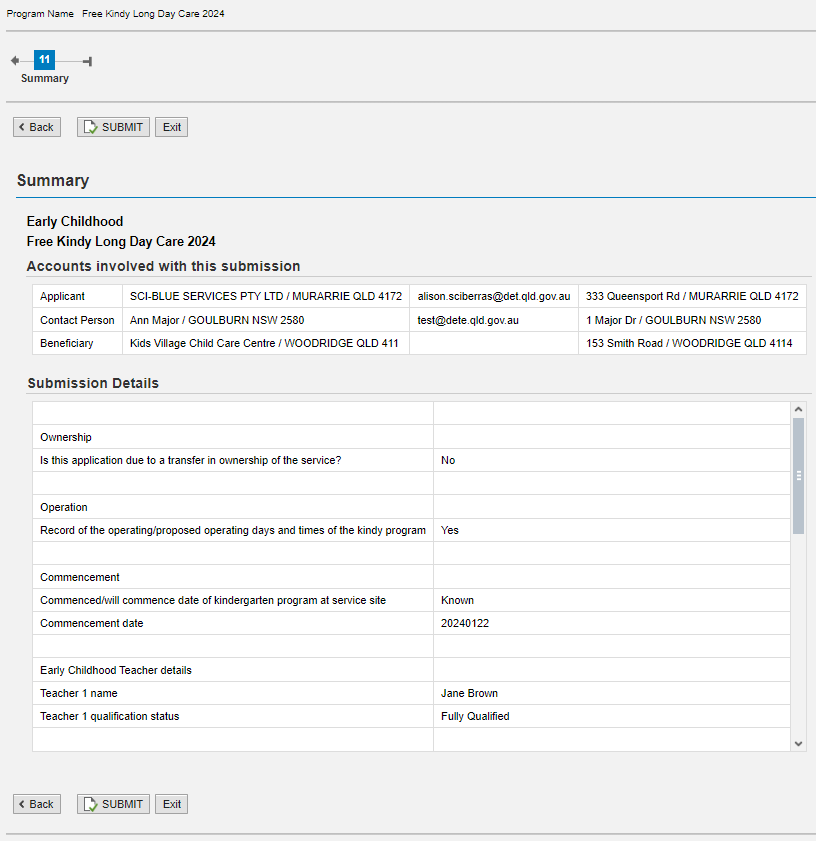 Program Name Free Kindy Long Day Care 2024
11
Summary
Back SUBMIT Exit
Summary
Early Childhood
Free Kindy Long Day Care 2024
Accounts involved with this submission
Applicant SCI-BLUE SERVICES PTY LTD / MURARRIE QLD 4172 alison.sciberras@det.qld.gov.au 333 Queensport Rd / MURARRIE QLD 4172
Contact Person Ann Major / GOULBURN NSW 2580 test@dete.qld.gov.au 1 Major Dr / GOULBURN NSW 2580
Beneficiary Kids Village Child Care Centre / WOODRIDGE QLD 411 153 Smith Road / WOODRIDGE QLD 4114
Submission Details
Ownership
Is this application due to a transfer in ownership of the service? No
Operation
Record of the operating/proposed operating days and times of the kindy program Yes
Commencement
Commenced/will commence date of kindergarten program at service site Known
Commencement date 20240122
Early Childhood Teacher details
Teacher 1 name Jane Brown
Teacher 1 qualification status Fully Qualified
Back SUBMIT Exit